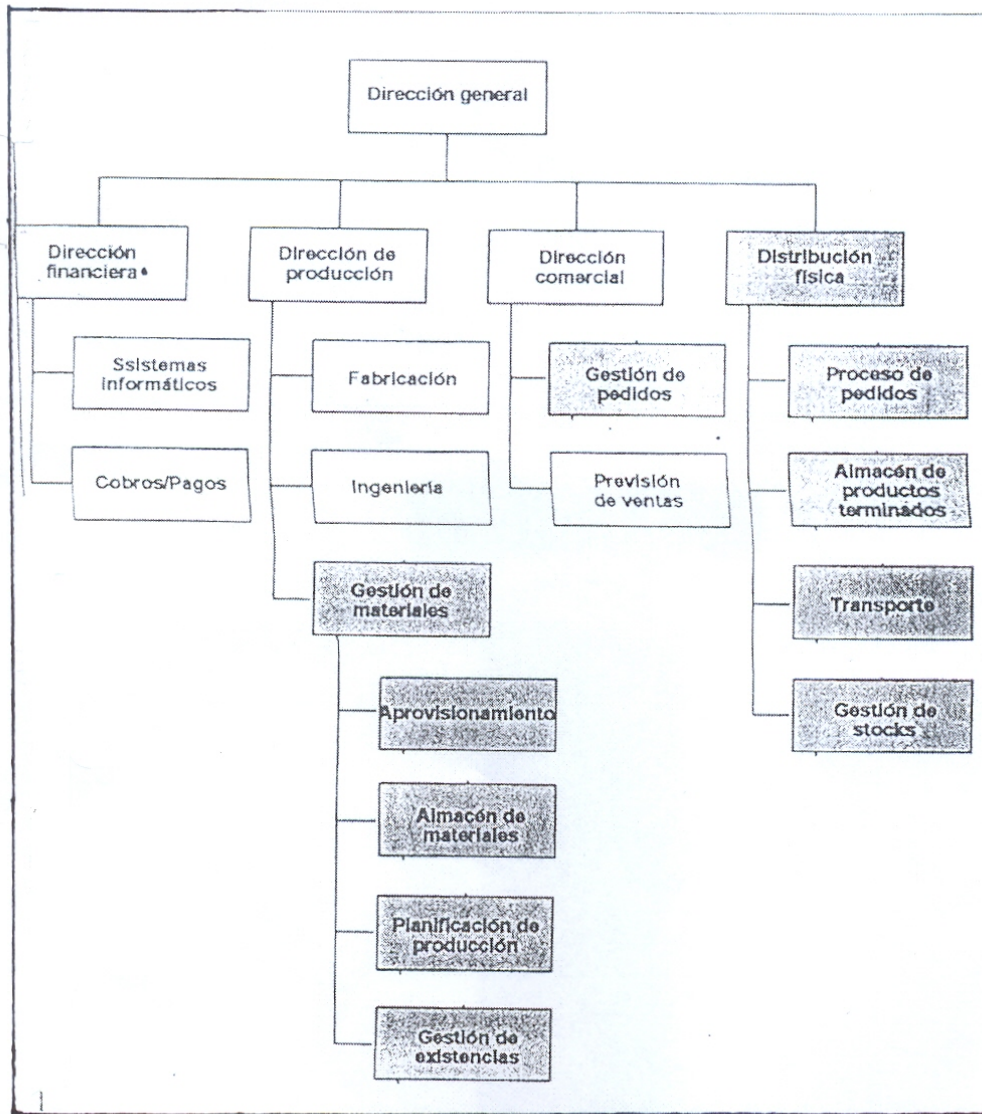 Dirección general
Dirección
financiera
Dirección de
producción
Dirección
comercial
Distribución
física
Ssistemas
informáticos
Fabricación
Gestión de
pedidos
Proceso de
pedidos
Cobros/Pagos
Ingeniería
Previsión
de ventas
Almacén de
productos
terminados
Gestión de
materiales
Transporte
Aprovisionamiento
Gestión de
stocks
Almacén de
materiales
Planificación de
producción
Gestión de
existencias